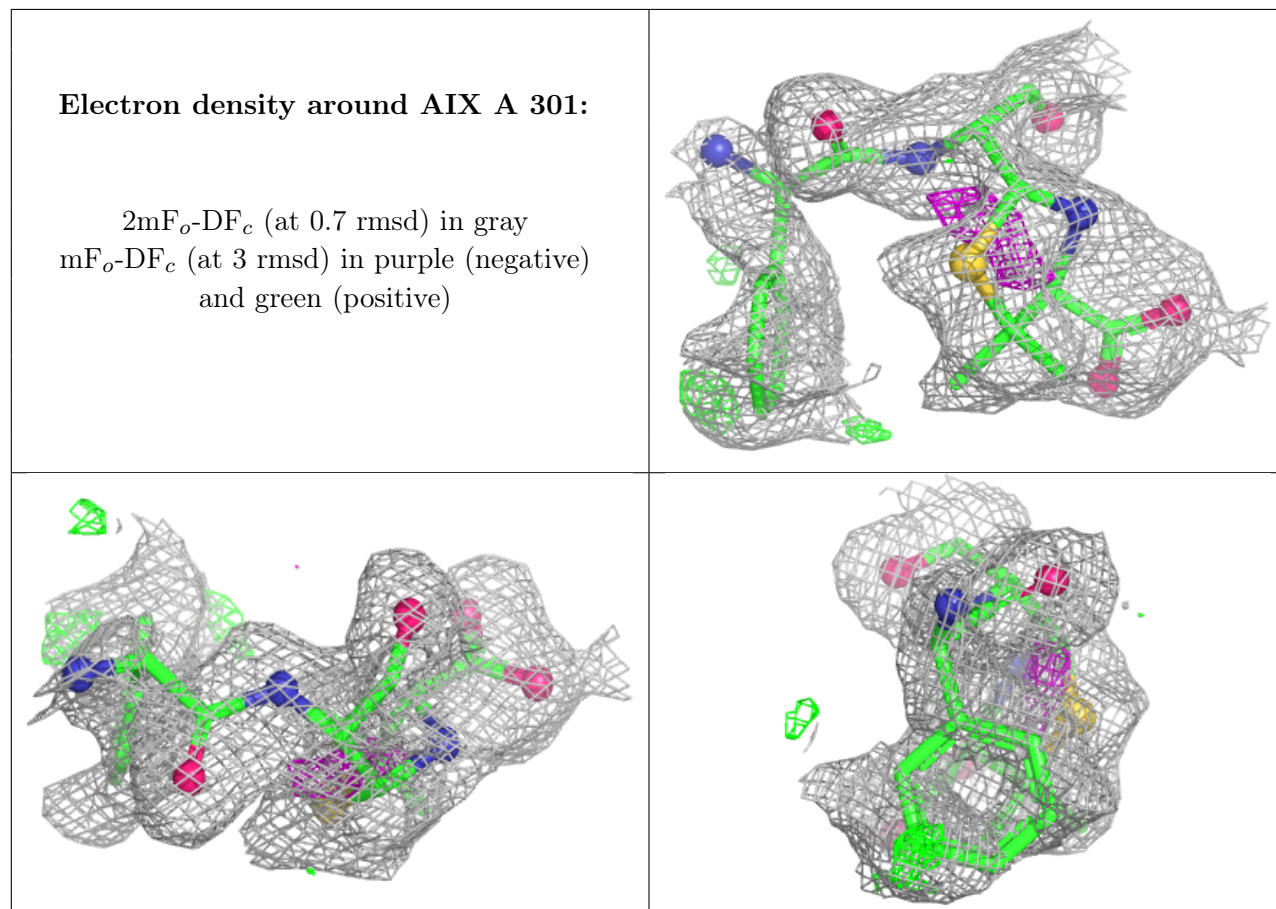 Electron density around AIX A 301:
2mFo-DFc (at 0.7 rmsd) in gray
mFo-DFc (at 3 rmsd) in purple (negative)
and green (positive)